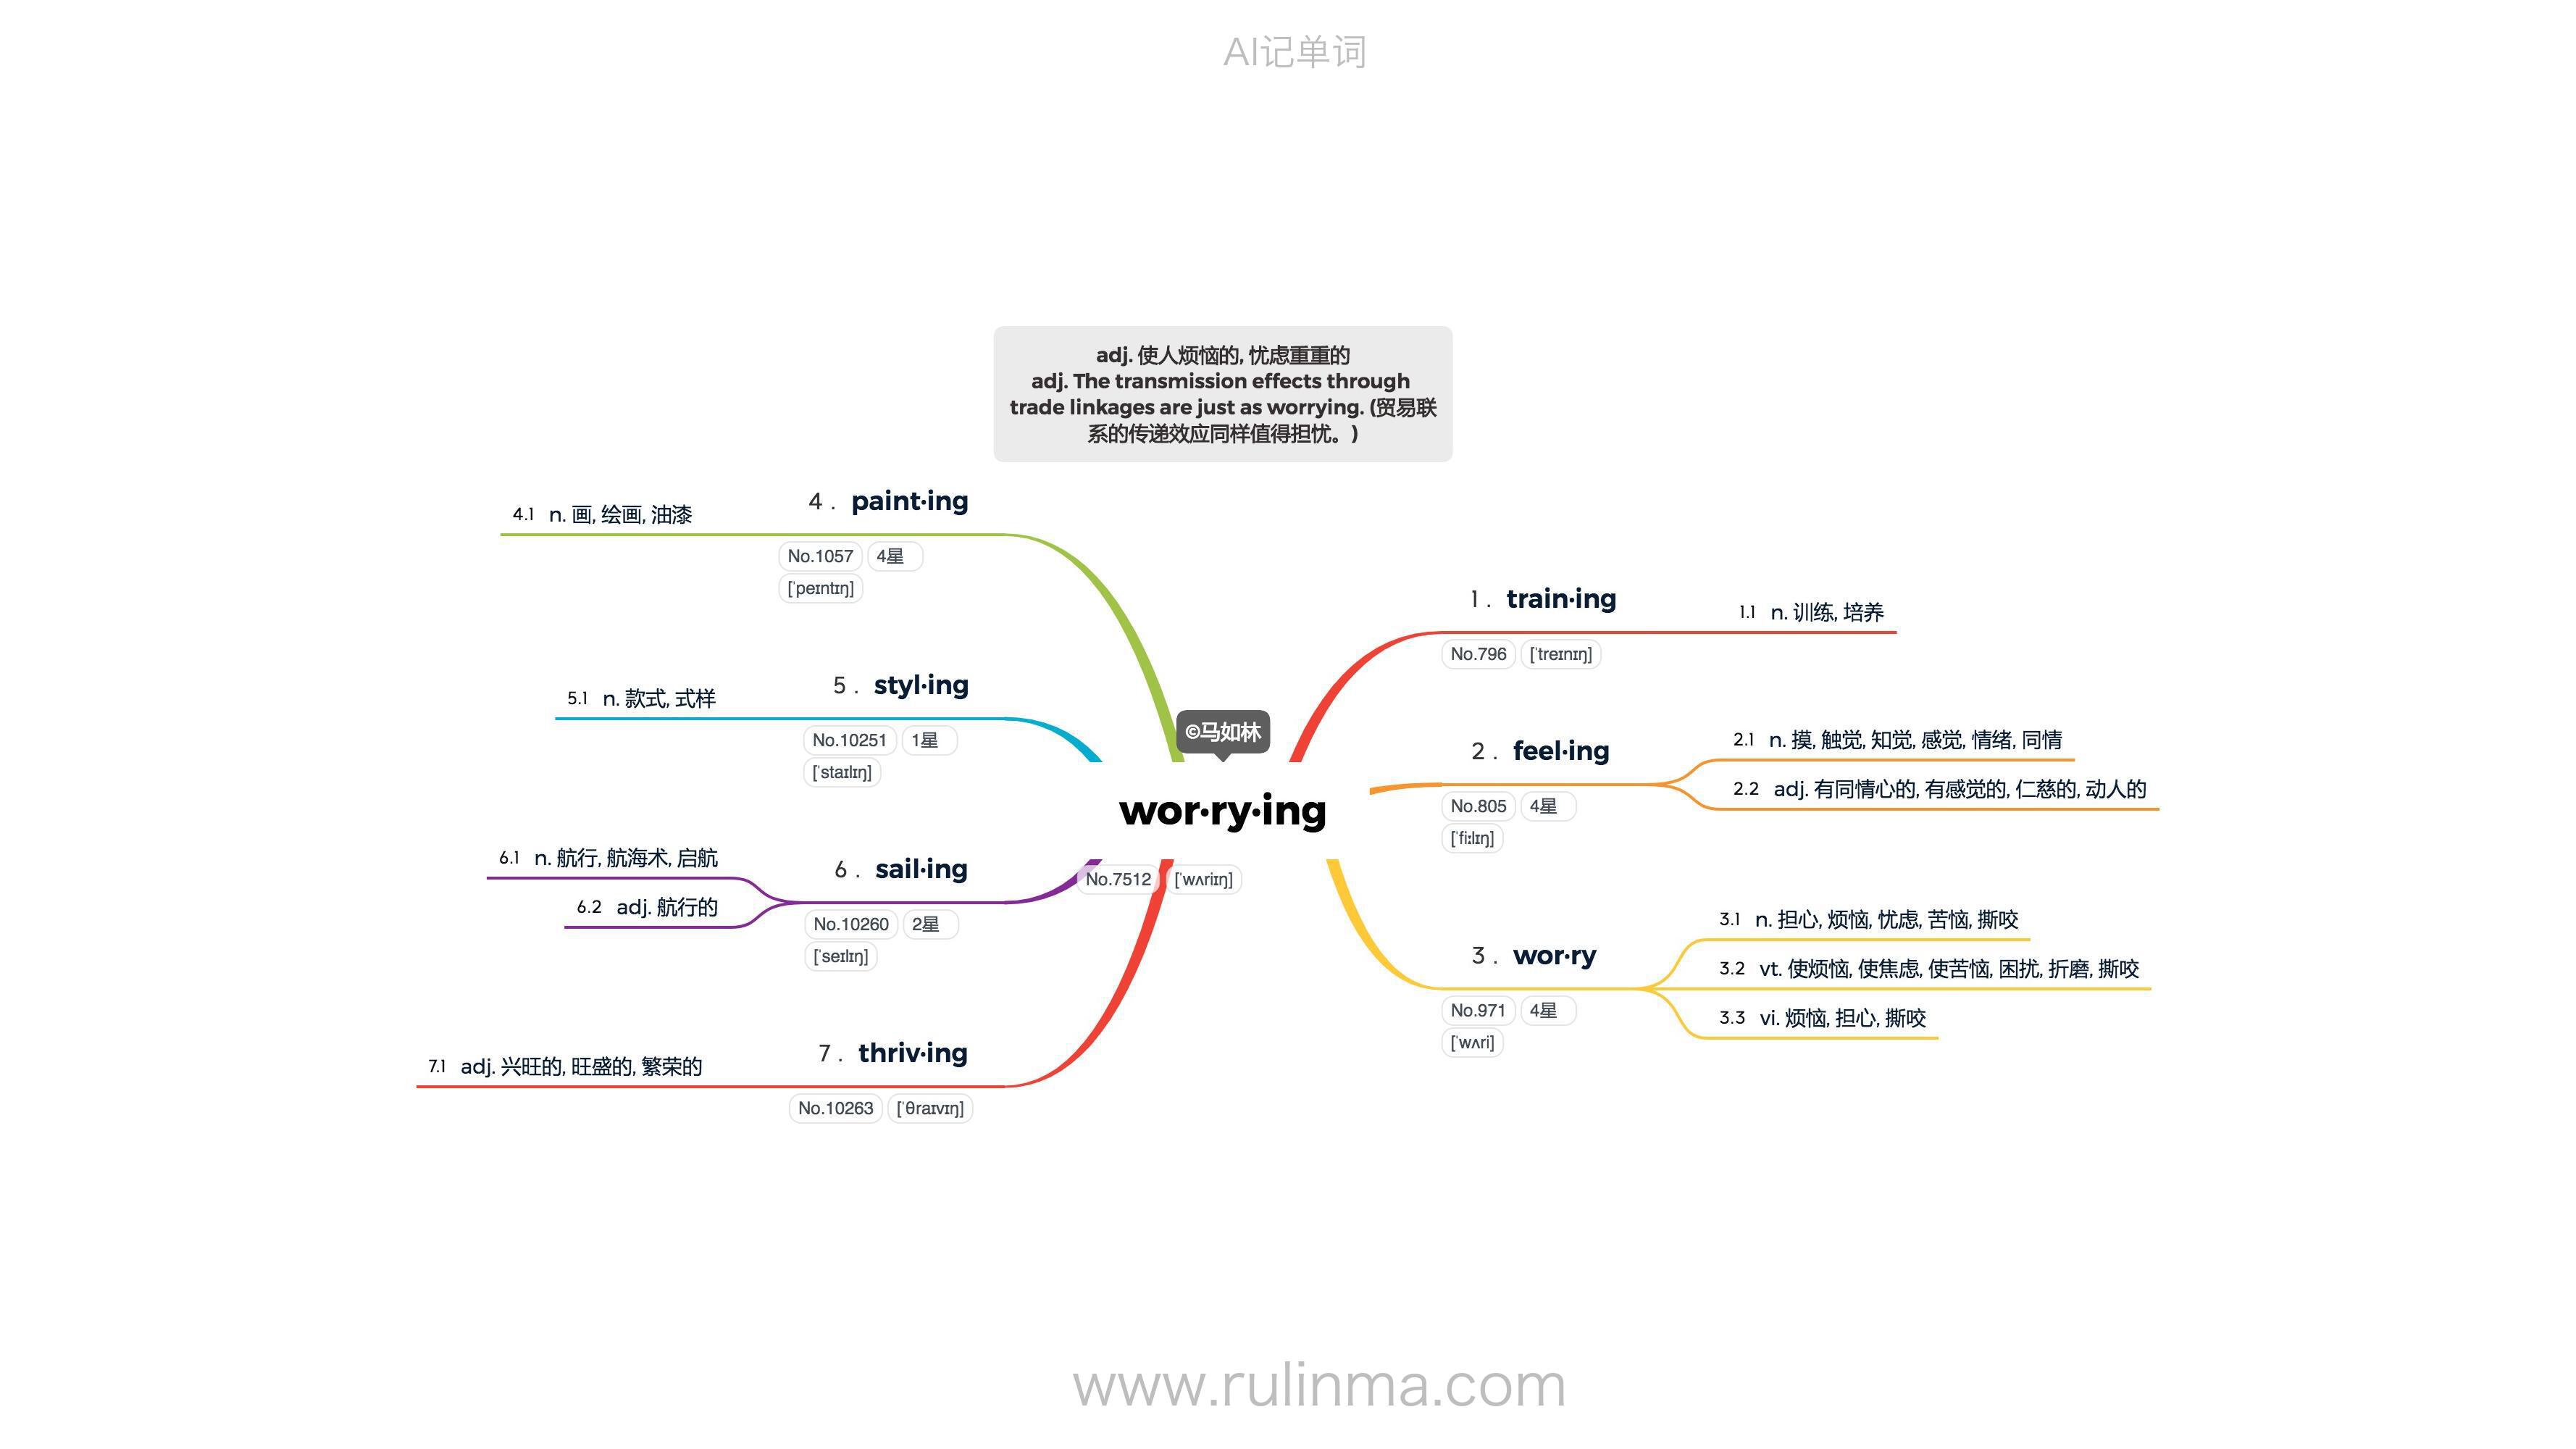 AI记单词
adj. 使人烦恼的, 忧虑重重的
adj. The transmission effects through
trade linkages are just as worrying. (贸易联
系的传递效应同样值得担忧。)
©马如林
wor·ry·ing
No.7512 [ˈwʌriɪŋ]
1 . train·ing
No.796 [ˈtreɪnɪŋ]
1.1 n. 训练, 培养
2 . feel·ing
No.805 4星
[ˈfiːlɪŋ]
2.1 n. 摸, 触觉, 知觉, 感觉, 情绪, 同情
2.2 adj. 有同情心的, 有感觉的, 仁慈的, 动人的
3 . wor·ry
No.971 4星
[ˈwʌri]
3.1 n. 担心, 烦恼, 忧虑, 苦恼, 撕咬
3.2 vt. 使烦恼, 使焦虑, 使苦恼, 困扰, 折磨, 撕咬
3.3 vi. 烦恼, 担心, 撕咬
4 . paint·ing
No.1057 4星
[ˈpeɪntɪŋ]
4.1 n. 画, 绘画, 油漆
5 . styl·ing
No.10251 1星
[ˈstaɪlɪŋ]
5.1 n. 款式, 式样
6 . sail·ing
No.10260 2星
[ˈseɪlɪŋ]
6.1 n. 航行, 航海术, 启航
6.2 adj. 航行的
7 . thriv·ing
No.10263 [ˈθraɪvɪŋ]
7.1 adj. 兴旺的, 旺盛的, 繁荣的
www.rulinma.com